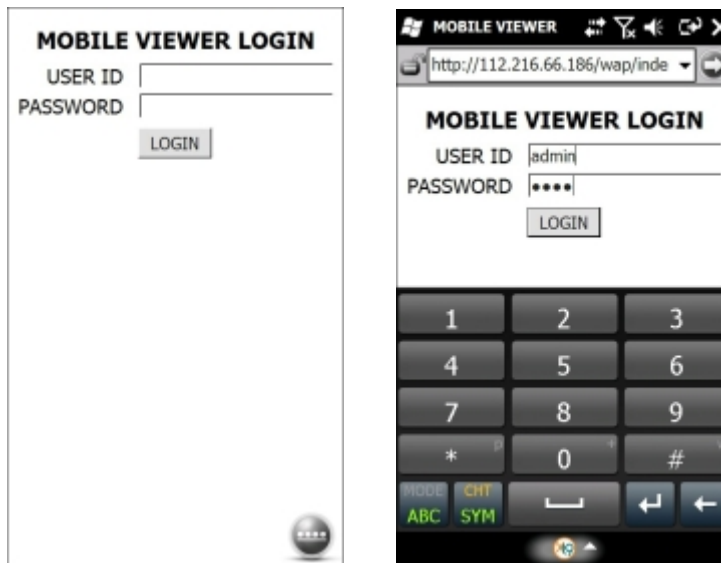 MOBILE VIEWER LOGIN
USER ID
PASSWORD
LOGIN
MOBILE VIEWER
http://112.216.66.186/wap/inde
MOBILE VIEWER LOGIN
USER ID admin
PASSWORD ••••
LOGIN
1 2 3
4 5 6
7 8 9
* p 0 + #
MODE CHT
ABC SYM